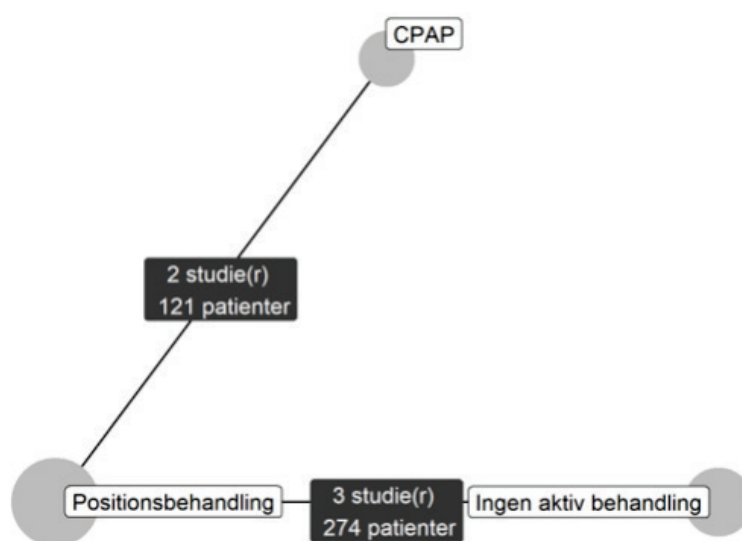 CPAP
2 studie(r)
121 patienter
Positionsbehandling
3 studie(r)
274 patienter
Ingen aktiv behandling